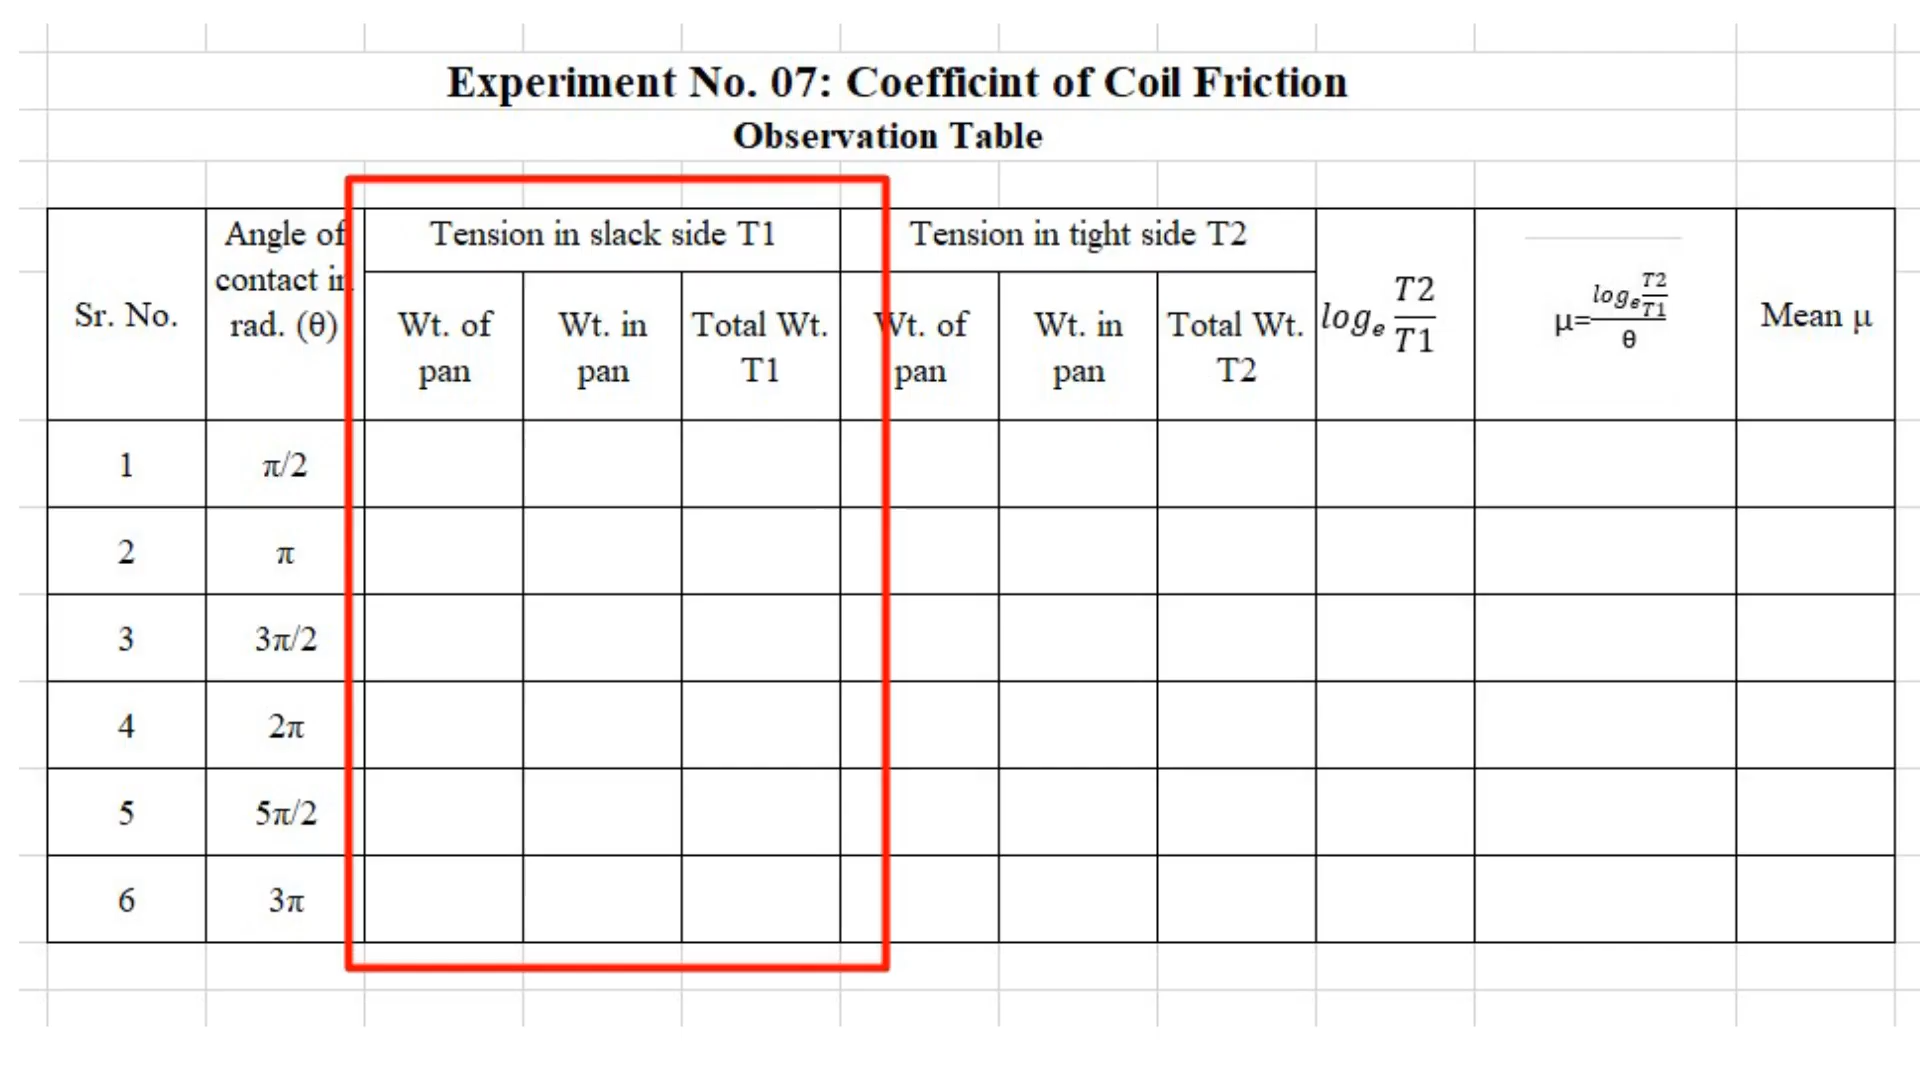 Experiment No. 07: Coefficint of Coil Friction
Observation Table
Sr. No.
Angle of
contact in
rad. (θ)
Tension in slack side T1
Wt. of
pan
Wt. in
pan
Total Wt.
T1
Tension in tight side T2
Wt. of
pan
Wt. in
pan
Total Wt.
T2
logₑ T2/T1
μ= logₑ T2/T1 / θ
Mean μ
1 π/2
2 π
3 3π/2
4 2π
5 5π/2
6 3π